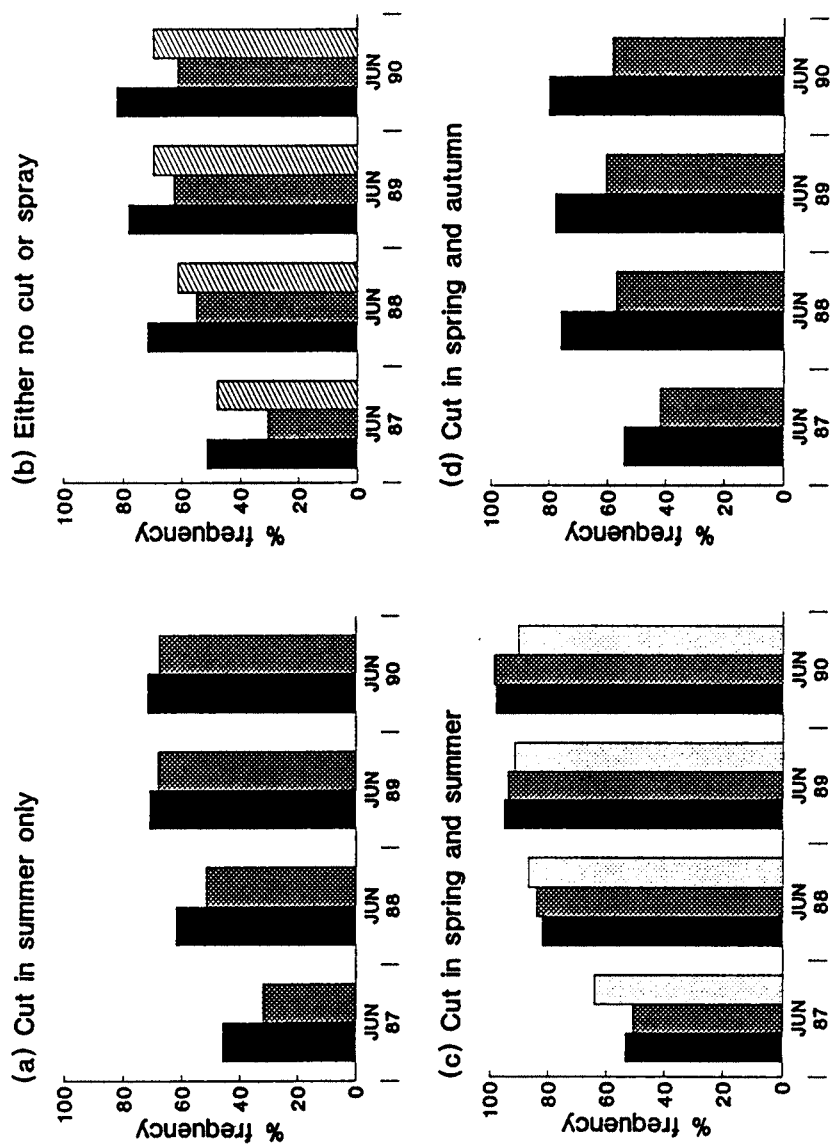 (a) Cut in summer only
% frequency
100
80
60
40
20
0
JUN JUN JUN JUN
87 88 89 90
(b) Either no cut or spray
% frequency
100
80
60
40
20
0
JUN JUN JUN JUN
87 88 89 90
(c) Cut in spring and summer
% frequency
100
80
60
40
20
0
JUN JUN JUN JUN
87 88 89 90
(d) Cut in spring and autumn
% frequency
100
80
60
40
20
0
JUN JUN JUN JUN
87 88 89 90